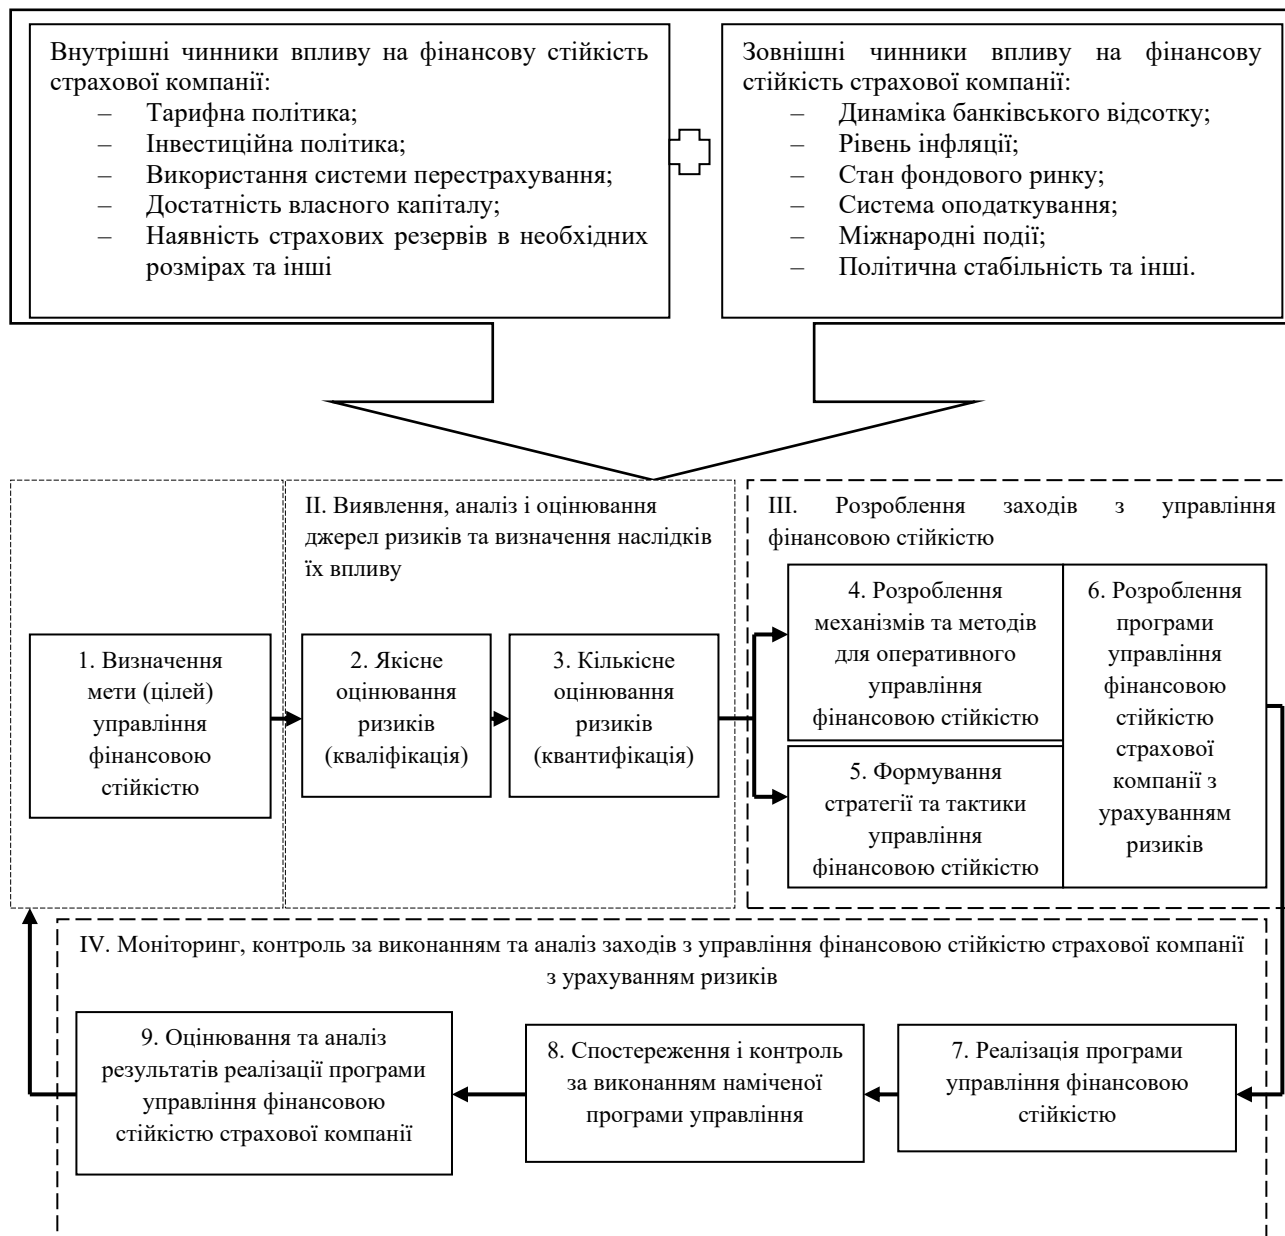 Внутрішні чинники впливу на фінансову стійкість
страхової компанії:
– Тарифна політика;
– Інвестиційна політика;
– Використання системи перестрахування;
– Достатність власного капіталу;
– Наявність страхових резервів в необхідних
розмірах та інші
Зовнішні чинники впливу на фінансову
стійкість страхової компанії:
– Динаміка банківського відсотку;
– Рівень інфляції;
– Стан фондового ринку;
– Система оподаткування;
– Міжнародні події;
– Політична стабільність та інші.
1. Визначення
мети (цілей)
управління
фінансовою
стійкістю
II. Виявлення, аналіз і оцінювання
джерел ризиків та визначення наслідків
їх впливу
2. Якісне
оцінювання
ризиків
(кваліфікація)
3. Кількісне
оцінювання
ризиків
(квантифікація)
III. Розроблення заходів з управління
фінансовою стійкістю
4. Розроблення
механізмів та методів
для оперативного
управління
фінансовою стійкістю
5. Формування
стратегії та тактики
управління
фінансовою стійкістю
6. Розроблення
програми
управління
фінансовою
стійкістю
страхової
компанії з
урахуванням
ризиків
IV. Моніторинг, контроль за виконанням та аналіз заходів з управління фінансовою стійкістю страхової компанії
з урахуванням ризиків
9. Оцінювання та аналіз
результатів реалізації програми
управління фінансовою
стійкістю страхової компанії
8. Спостереження і контроль
за виконанням наміченої
програми управління
7. Реалізація програми
управління фінансовою
стійкістю